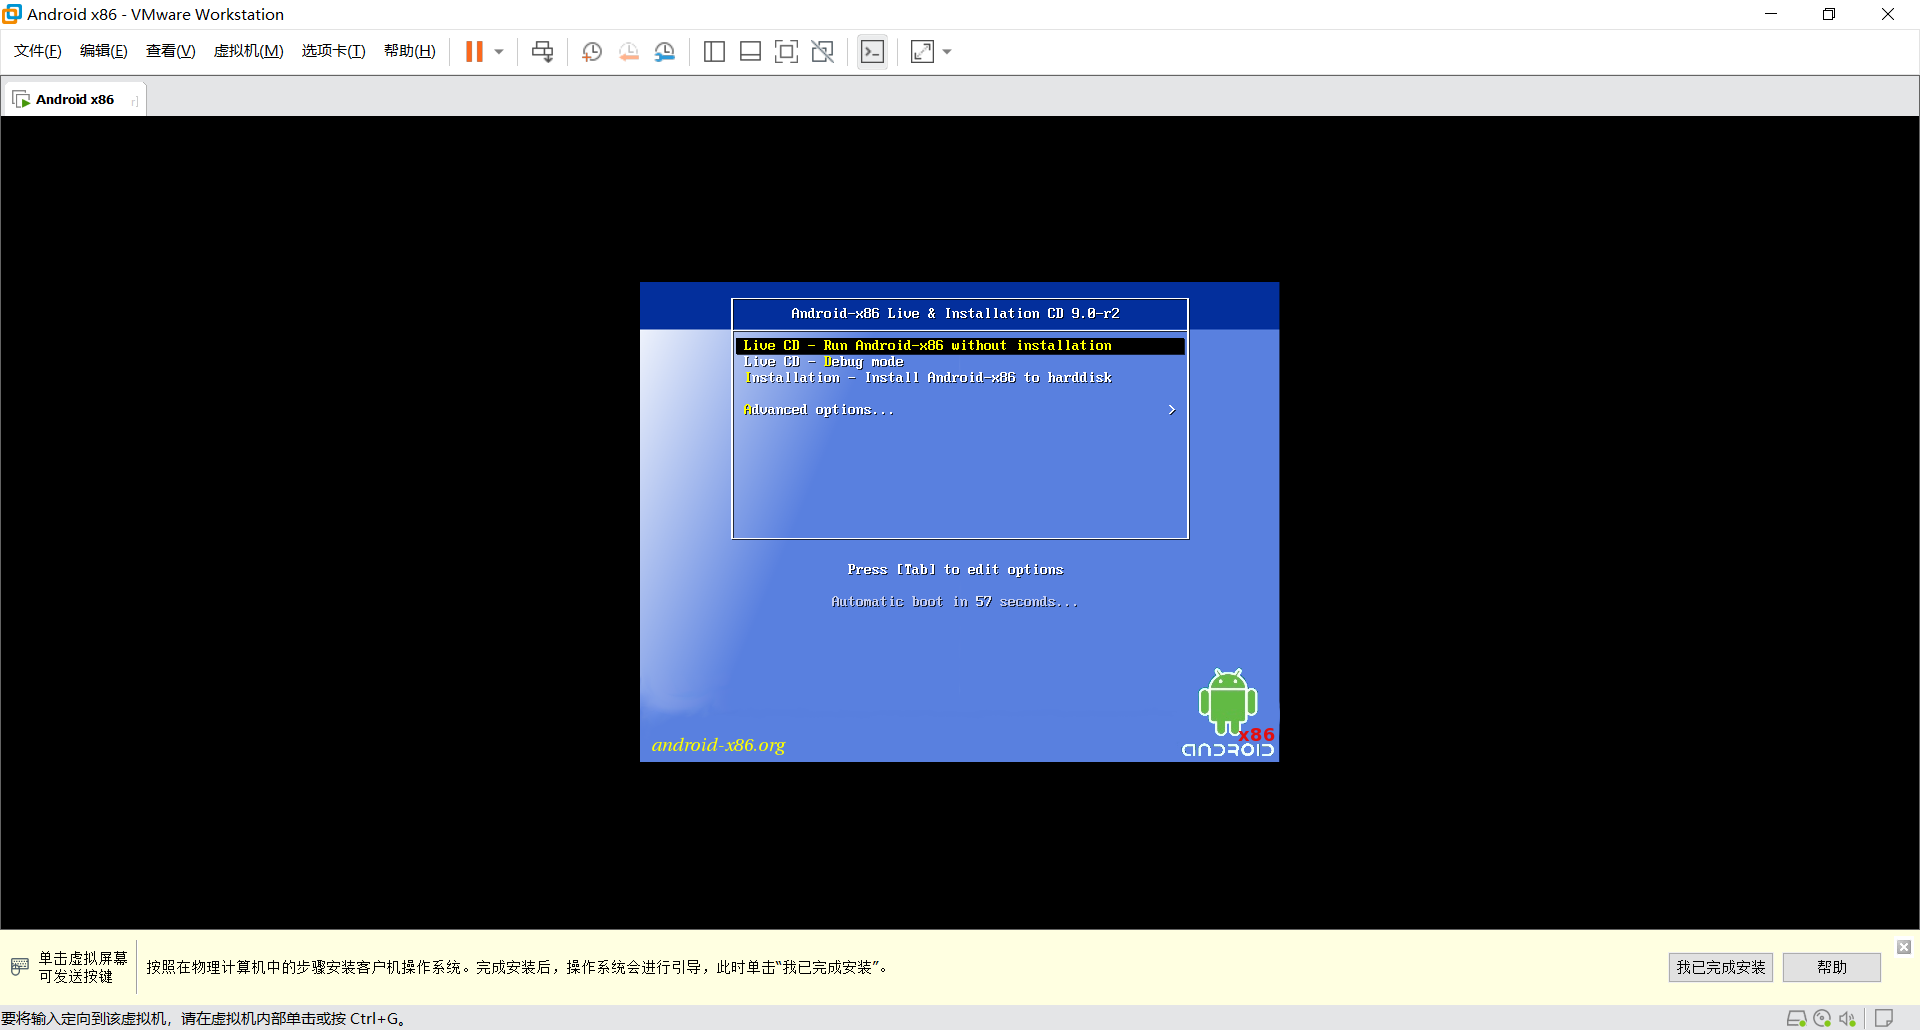 Android x86 - VMware Workstation
文件(F) 编辑(E) 查看(V) 虚拟机(M) 选项卡(T) 帮助(H)
Android x86
Android-x86 Live & Installation CD 9.0-r2
Live CD - Run Android-x86 without installation
Live CD - Debug mode
Installation - Install Android-x86 to harddisk
Advanced options... >
Press [Tab] to edit options
Automatic boot in 57 seconds...
android-x86.org
x86
ANDROID
单击虚拟屏幕
可发送按键
按照在物理计算机中的步骤安装客户机操作系统。完成安装后，操作系统会进行引导，此时单击“我已完成安装”。
我已完成安装 帮助
要将输入定向到该虚拟机，请在虚拟机内部单击或按 Ctrl+G。